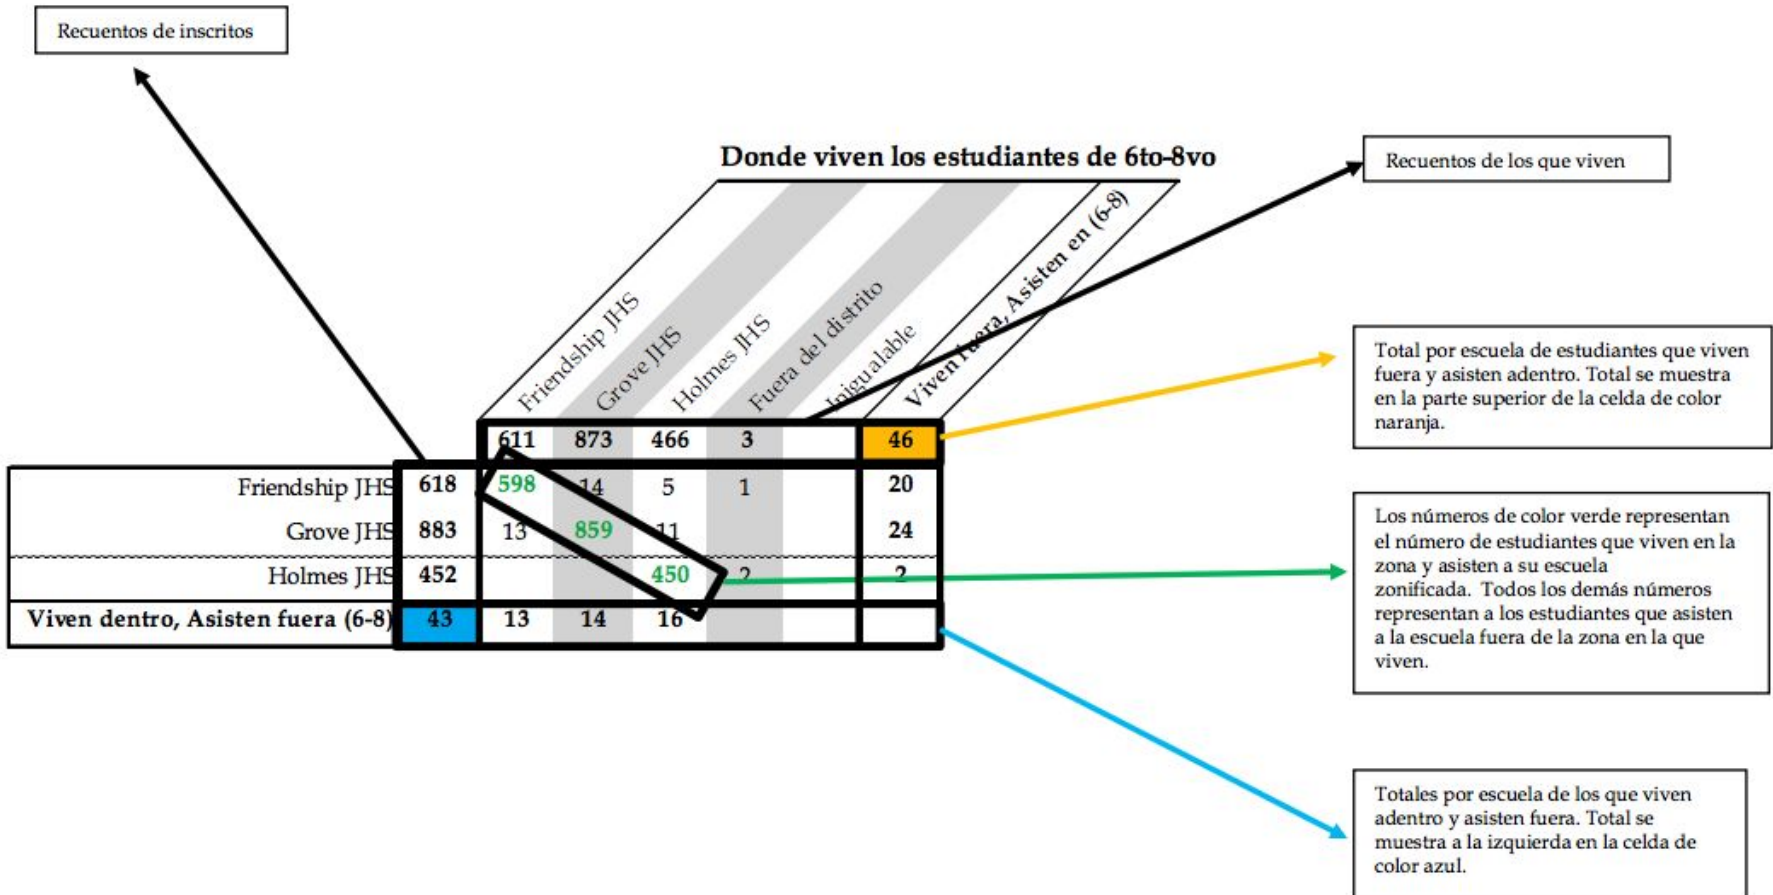 Recuentos de inscritos
Donde viven los estudiantes de 6to-8vo
Recuentos de los que viven
Friendship JHS
Grove JHS
Holmes JHS
Fuera del distrito
Inigualable
Viven fuera, Asisten en (6-8)
611 873 466 3 46
Friendship JHS 618 598 14 5 1 20
Grove JHS 883 13 859 11 24
Holmes JHS 452 450 2 2
Viven dentro, Asisten fuera (6-8) 43 13 14 16
Total por escuela de estudiantes que viven
fuera y asisten adentro. Total se muestra
en la parte superior de la celda de color
naranja.
Los números de color verde representan
el número de estudiantes que viven en la
zona y asisten a su escuela
zonificada. Todos los demás números
representan a los estudiantes que asisten
a la escuela fuera de la zona en la que
viven.
Totales por escuela de los que viven
adentro y asisten fuera. Total se
muestra a la izquierda en la celda de
color azul.